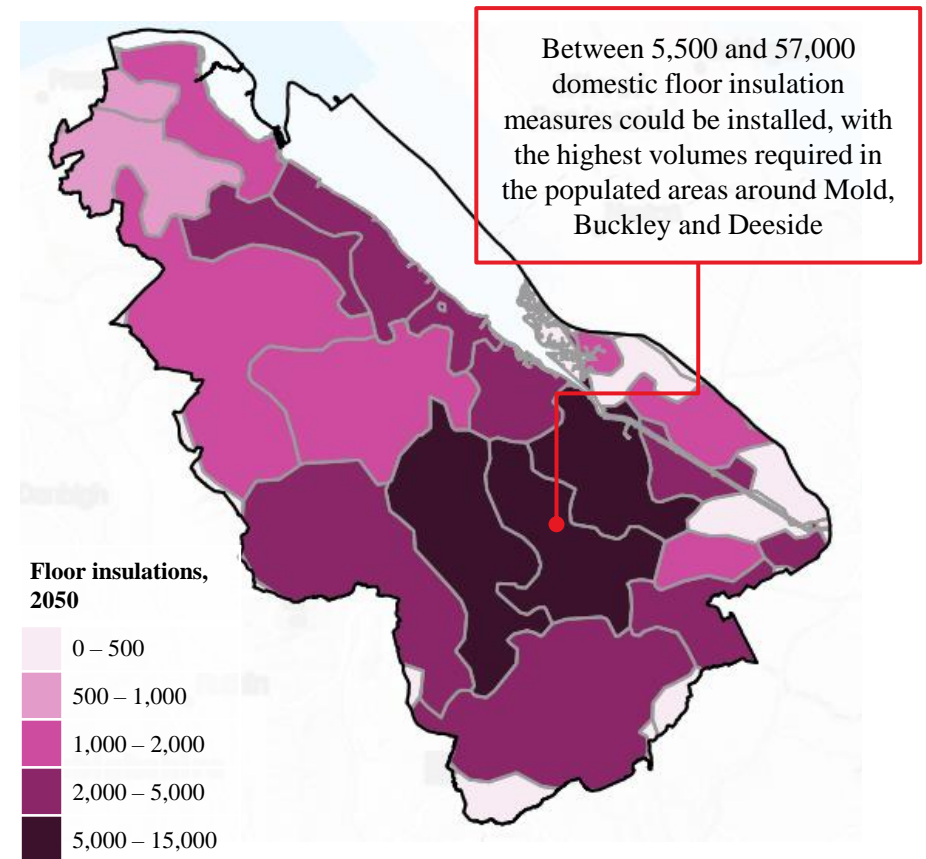 Between 5,500 and 57,000
domestic floor insulation
measures could be installed, with
the highest volumes required in
the populated areas around Mold,
Buckley and Deeside
Floor insulations,
2050
0 – 500
500 – 1,000
1,000 – 2,000
2,000 – 5,000
5,000 – 15,000